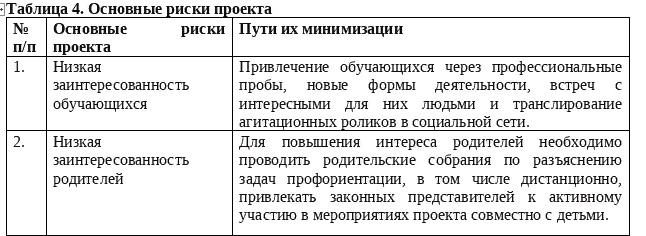 Таблица 4. Основные риски проекта
№ п/п
Основные риски проекта
Пути их минимизации
1.
Низкая
заинтересованность
обучающихся
Привлечение обучающихся через профессиональные
пробы, новые формы деятельности, встреч с
интересными для них людьми и транслирование
агитационных роликов в социальной сети.
2.
Низкая
заинтересованность
родителей
Для повышения интереса родителей необходимо
проводить родительские собрания по разъяснению
задач профориентации, в том числе дистанционно,
привлекать законных представителей к активному
участию в мероприятиях проекта совместно с детьми.